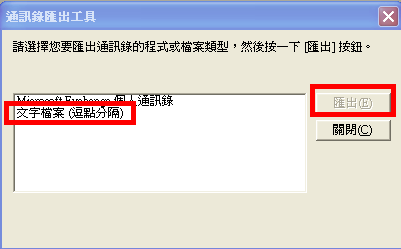 通訊錄匯出工具
請選擇您要匯出通訊錄的程式或檔案類型，然後按一下 [匯出] 按鈕。
Microsoft Exchange 個人通訊錄
文字檔案 (逗點分隔)
匯出(E)
關閉(C)